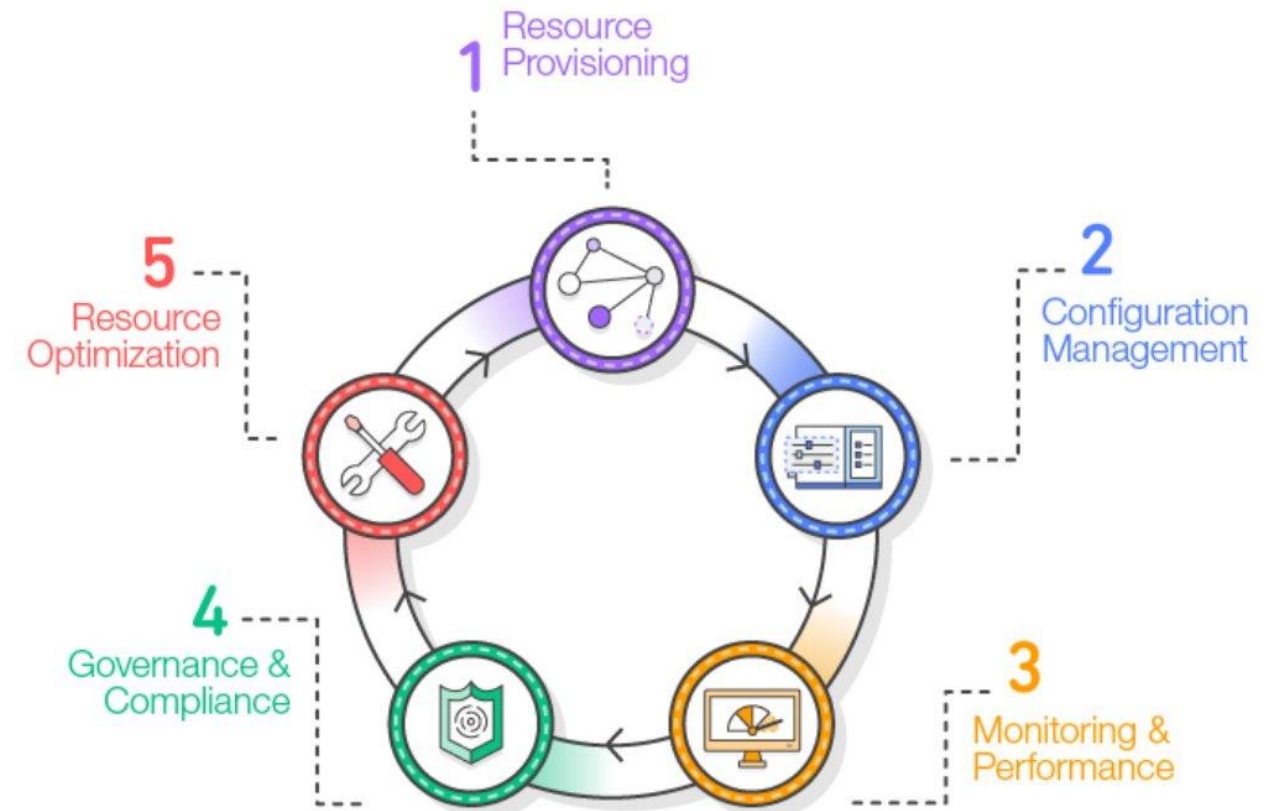 1
Resource
Provisioning
2
Configuration
Management
3
Monitoring &
Performance
4
Governance &
Compliance
5
Resource
Optimization